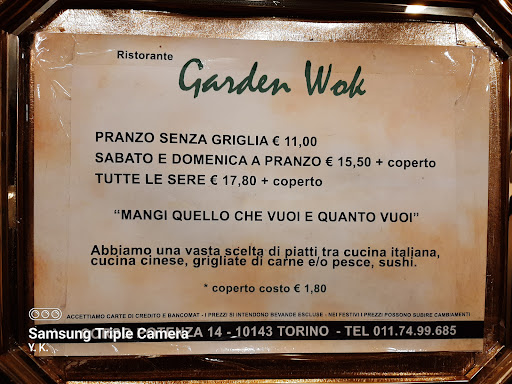 Ristorante
Garden Wok
PRANZO SENZA GRIGLIA € 11,00
SABATO E DOMENICA A PRANZO € 15,50 + coperto
TUTTE LE SERE € 17,80 + coperto
“MANGI QUELLO CHE VUOI E QUANTO VUOI”
Abbiamo una vasta scelta di piatti tra cucina italiana,
cucina cinese, grigliate di carne e/o pesce, sushi.
* coperto costo € 1,80
ACCETTIAMO CARTE DI CREDITO E BANCOMAT - I PREZZI SI INTENDONO BEVANDE ESCLUSE - NEI FESTIVI I PREZZI POSSONO SUBIRE CAMBIAMENTI
14 - 10143 TORINO - TEL 011.74.99.685
Samsung Triple Camera
Y. K.